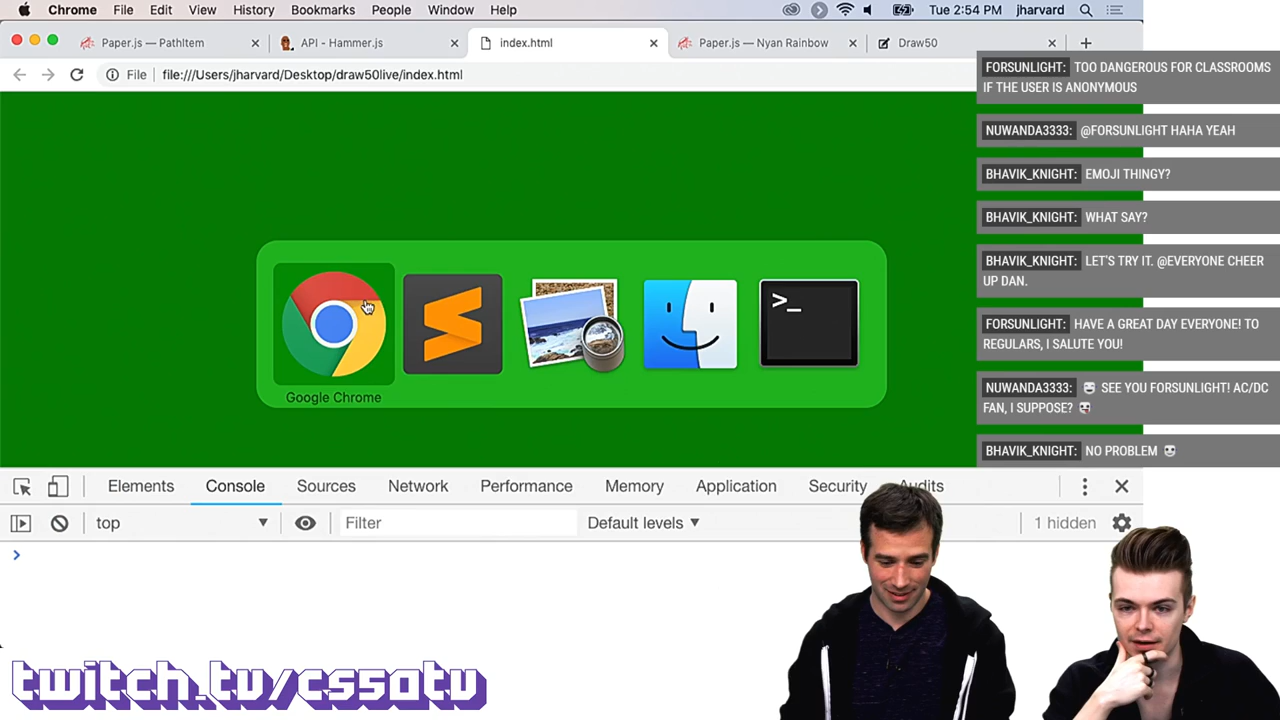 Chrome File Edit View History Bookmarks People Window Help Tue 2:54 PM jharvard
Paper.js — PathItem API - Hammer.js index.html Paper.js — Nyan Rainbow Draw50
File file:///Users/jharvard/Desktop/draw50live/index.html
FORSUNLIGHT: TOO DANGEROUS FOR CLASSROOMS
IF THE USER IS ANONYMOUS
NUWANDA3333: @FORSUNLIGHT HAHA YEAH
BHAVIK_KNIGHT: EMOJI THINGY?
BHAVIK_KNIGHT: WHAT SAY?
BHAVIK_KNIGHT: LET'S TRY IT. @EVERYONE CHEER
UP DAN.
FORSUNLIGHT: HAVE A GREAT DAY EVERYONE! TO
REGULARS, I SALUTE YOU!
NUWANDA3333: SEE YOU FORSUNLIGHT! AC/DC
FAN, I SUPPOSE?
BHAVIK_KNIGHT: NO PROBLEM
>_
Google Chrome
Elements Console Sources Network Performance Memory Application Security Audits
top Filter Default levels 1 hidden
twitch.tv/cs50tv